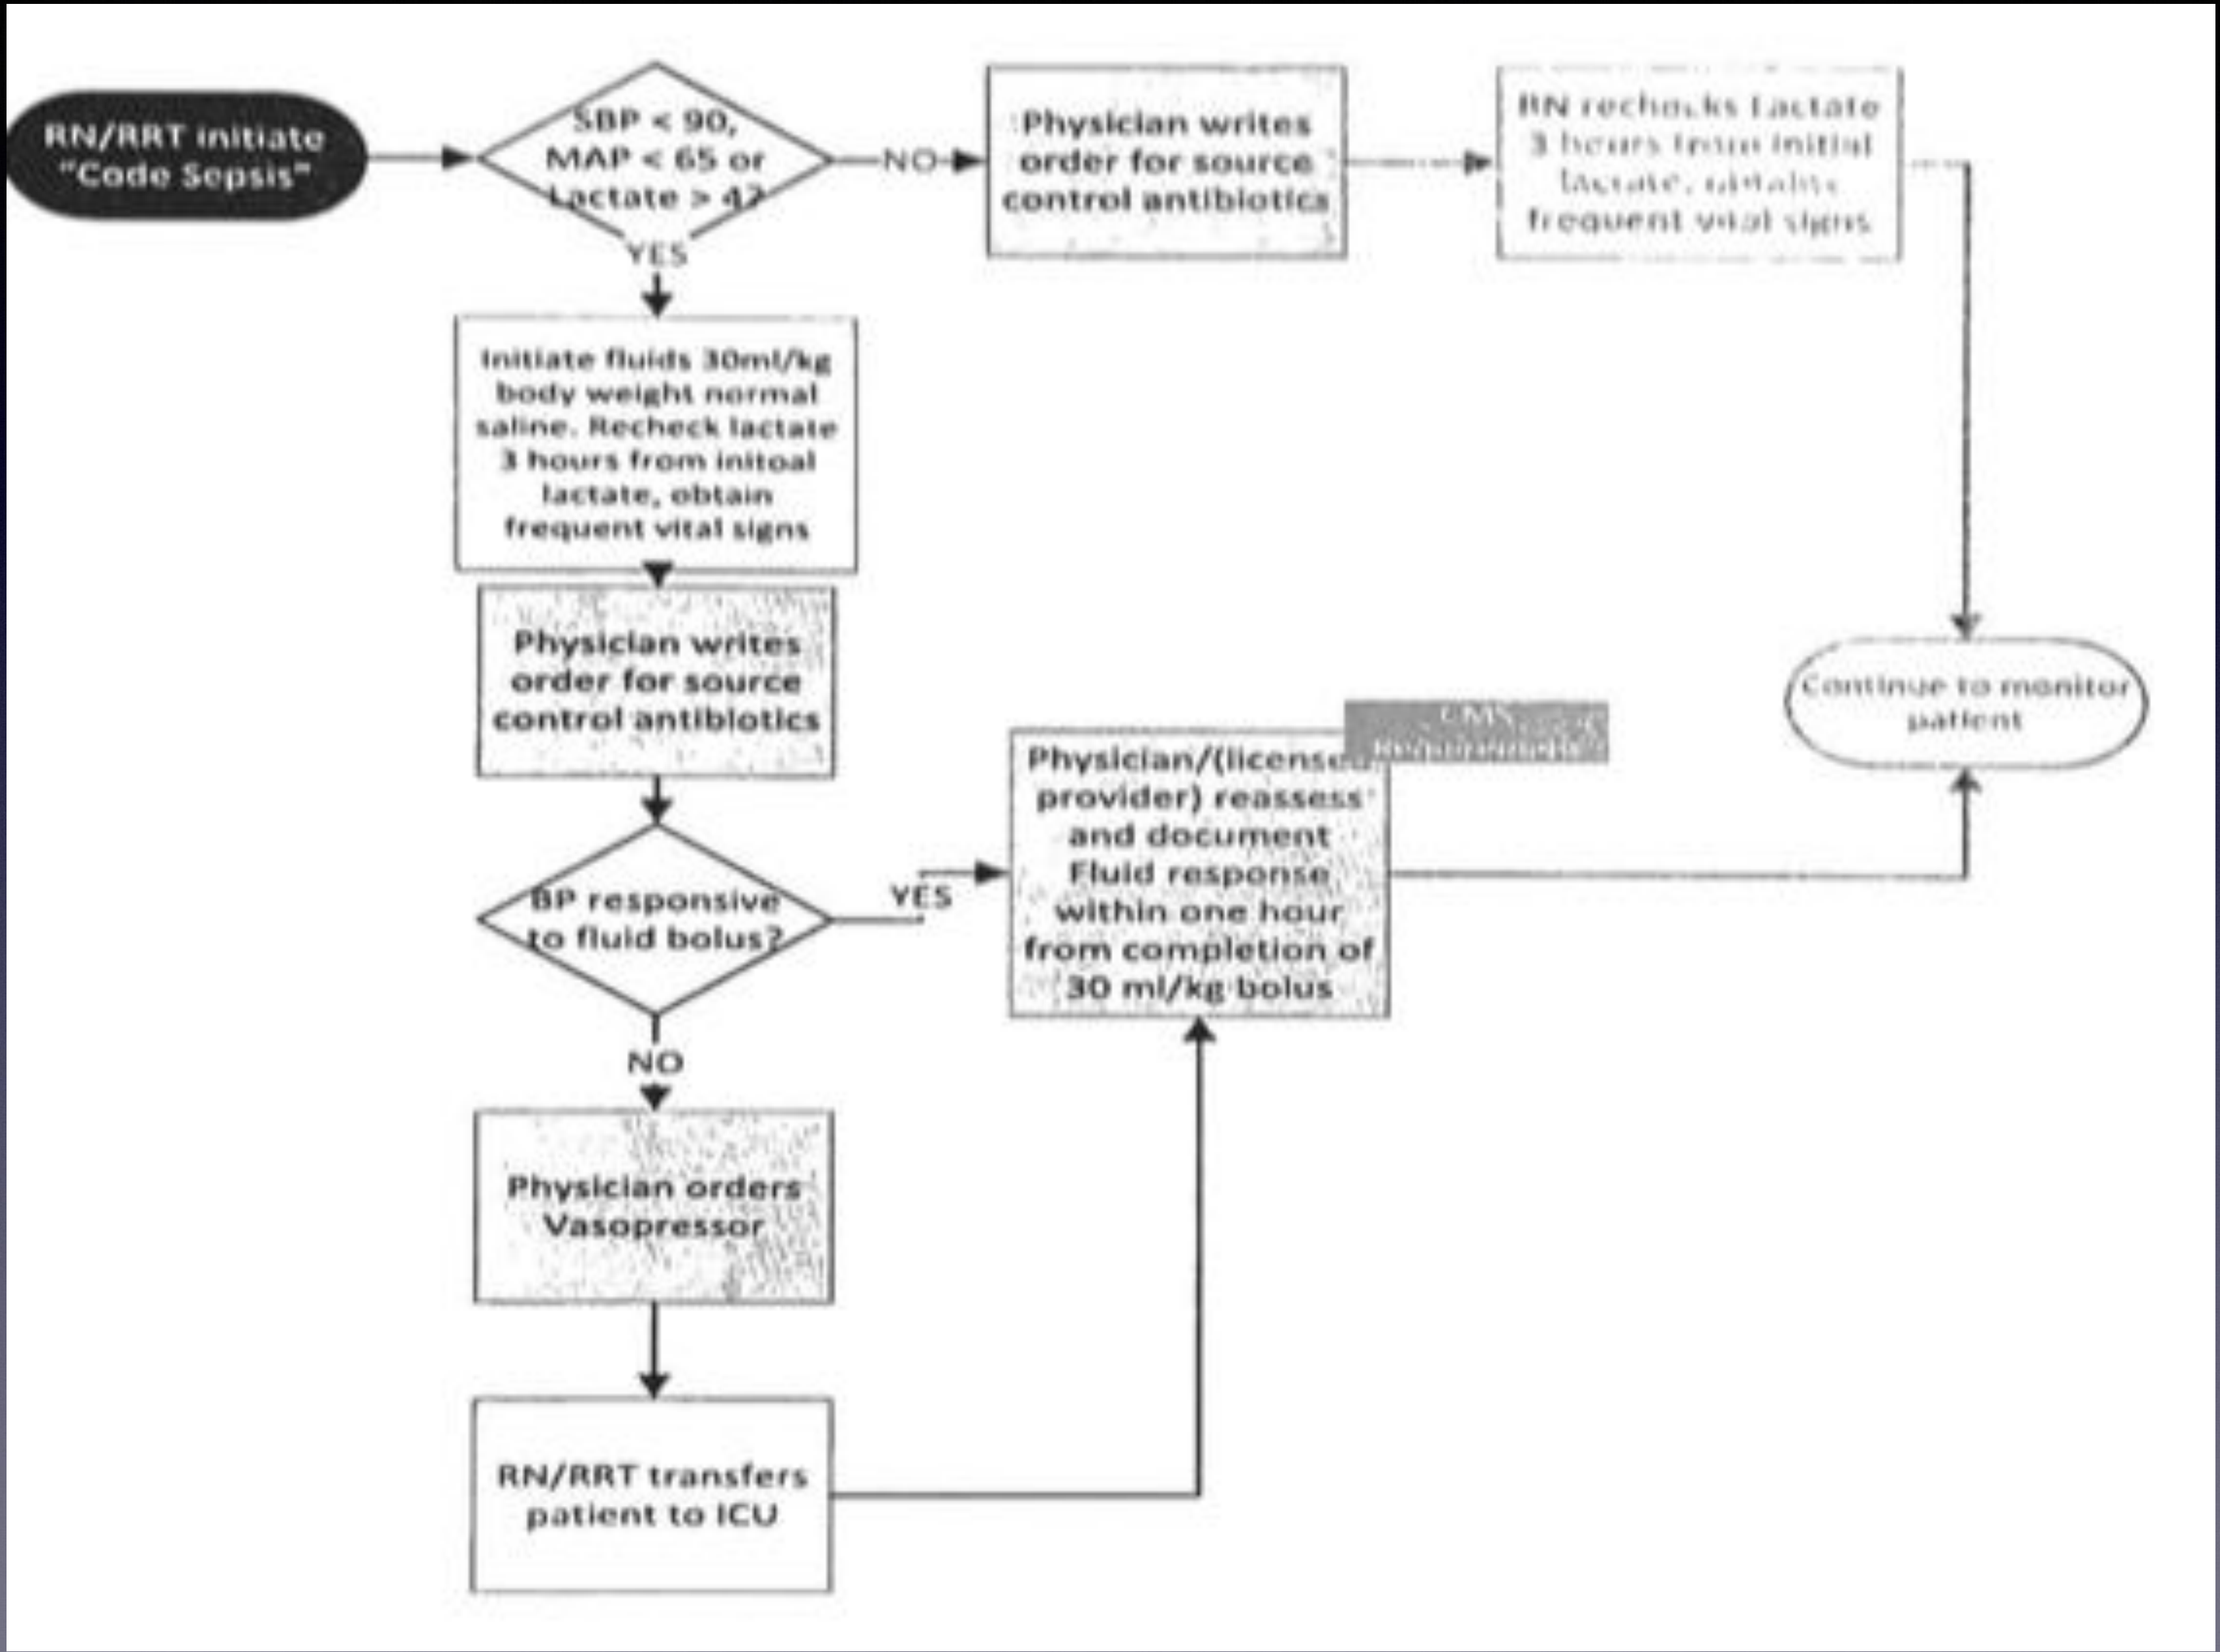 RN/RRT initiate
"Code Sepsis"
SBP < 90,
MAP < 65 or
Lactate > 4?
NO
Physician writes
order for source
control antibiotics
RN rechecks Lactate
3 hours from initial
lactate,
frequent vital signs
YES
Initiate fluids 30ml/kg
body weight normal
saline. Recheck lactate
3 hours from initoal
lactate, obtain
frequent vital signs
Physician writes
order for source
control antibiotics
BP responsive
to fluid bolus?
YES
CMS
Physician/(licensed
provider) reassess
and document
Fluid response
within one hour
from completion of
30 ml/kg bolus
Continue to monitor
patient
NO
Physician orders
Vasopressor
RN/RRT transfers
patient to ICU